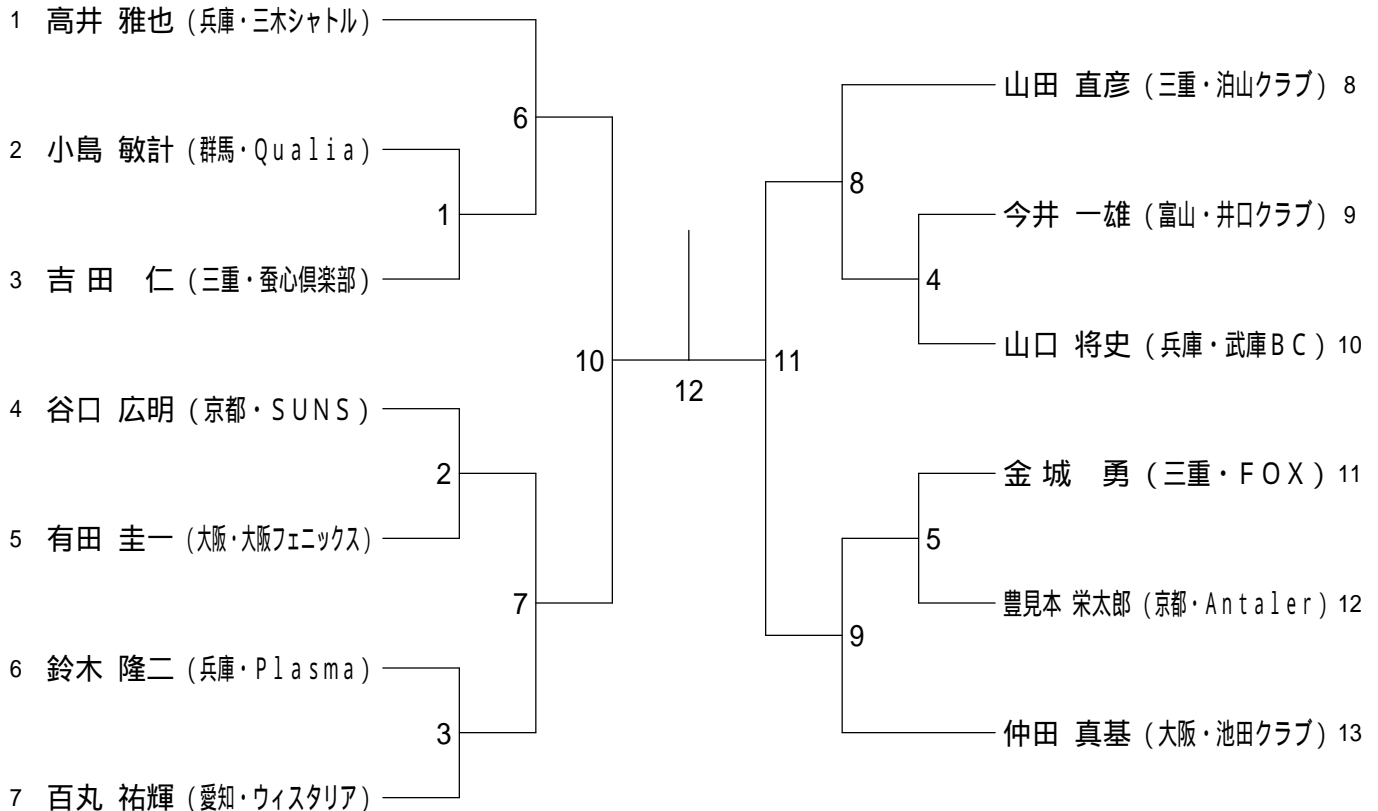 1 高井 雅也 (兵庫・三木シャトル)
2 小島 敏計 (群馬・Qualia)
3 吉田 仁 (三重・蚕心倶楽部)
4 谷口 広明 (京都・SUNS)
5 有田 圭一 (大阪・大阪フェニックス)
6 鈴木 隆二 (兵庫・Plasma)
7 百丸 祐輝 (愛知・ウィスタリア)
6
1
2
7
3
10
12
11
8
4
5
9
山田 直彦 (三重・泊山クラブ) 8
今井 一雄 (富山・井口クラブ) 9
山口 将史 (兵庫・武庫BC) 10
金城 勇 (三重・FOX) 11
豊見本 栄太郎 (京都・Antaler) 12
仲田 真基 (大阪・池田クラブ) 13